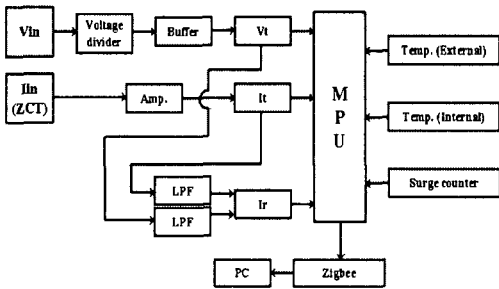 Vin
Voltage
divider
Buffer
Vt
Iin
(ZCT)
Amp.
It
M
P
U
Temp. (External)
Temp. (Internal)
Surge counter
LPF
LPF
Ir
PC
Zigbee